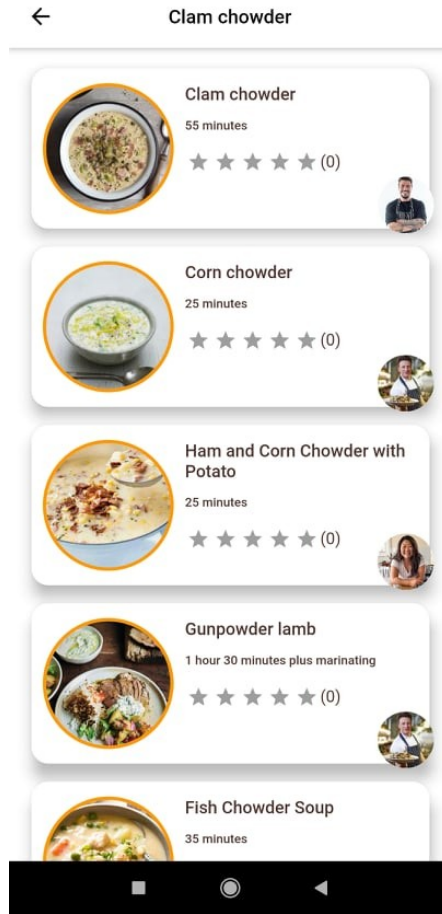 Clam chowder
Clam chowder
55 minutes
(0)
Corn chowder
25 minutes
(0)
Ham and Corn Chowder with
Potato
25 minutes
(0)
Gunpowder lamb
1 hour 30 minutes plus marinating
(0)
Fish Chowder Soup
35 minutes